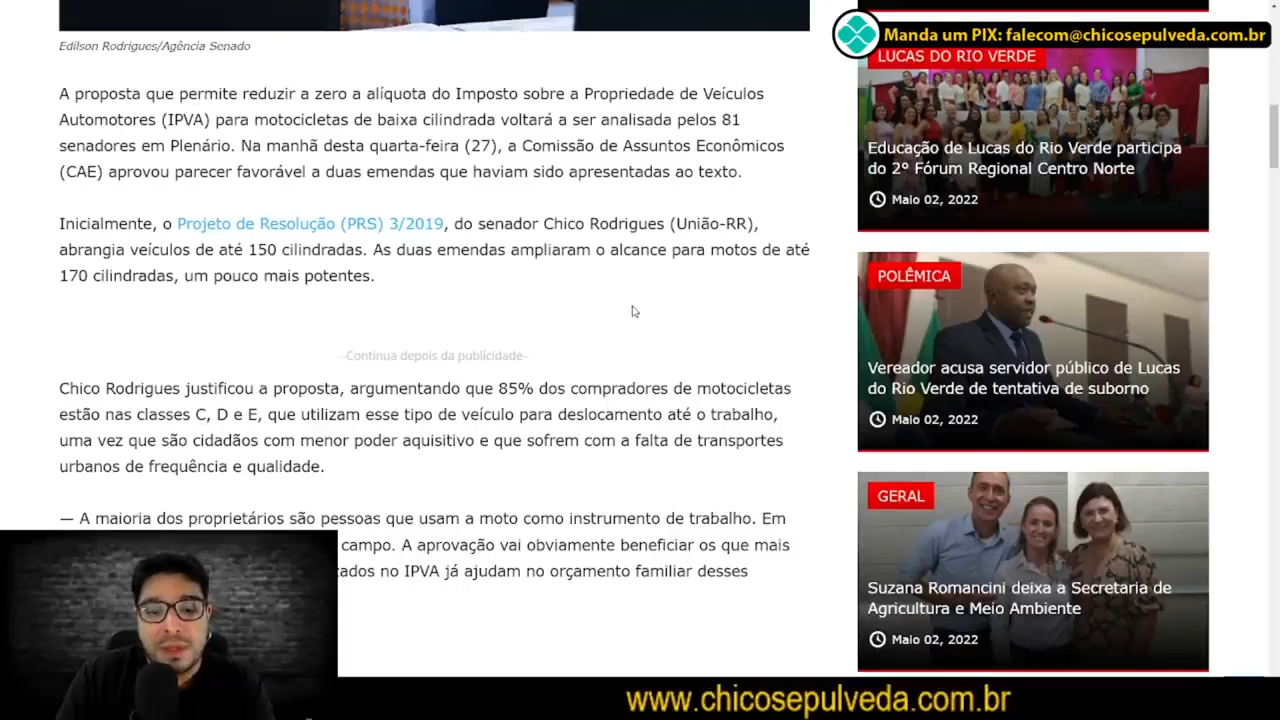 Manda um PIX: falecom@chicosepulveda.com.br
Edilson Rodrigues/Agência Senado
A proposta que permite reduzir a zero a alíquota do Imposto sobre a Propriedade de Veículos
Automotores (IPVA) para motocicletas de baixa cilindrada voltará a ser analisada pelos 81
senadores em Plenário. Na manhã desta quarta-feira (27), a Comissão de Assuntos Econômicos
(CAE) aprovou parecer favorável a duas emendas que haviam sido apresentadas ao texto.
Inicialmente, o Projeto de Resolução (PRS) 3/2019, do senador Chico Rodrigues (União-RR),
abrangia veículos de até 150 cilindradas. As duas emendas ampliaram o alcance para motos de até
170 cilindradas, um pouco mais potentes.
--Continua depois da publicidade--
Chico Rodrigues justificou a proposta, argumentando que 85% dos compradores de motocicletas
estão nas classes C, D e E, que utilizam esse tipo de veículo para deslocamento até o trabalho,
uma vez que são cidadãos com menor poder aquisitivo e que sofrem com a falta de transportes
urbanos de frequência e qualidade.
— A maioria dos proprietários são pessoas que usam a moto como instrumento de trabalho. Em
campo. A aprovação vai obviamente beneficiar os que mais
no IPVA já ajudam no orçamento familiar desses
LUCAS DO RIO VERDE
Educação de Lucas do Rio Verde participa
do 2° Fórum Regional Centro Norte
Maio 02, 2022
POLÊMICA
Vereador acusa servidor público de Lucas
do Rio Verde de tentativa de suborno
Maio 02, 2022
GERAL
Suzana Romancini deixa a Secretaria de
Agricultura e Meio Ambiente
Maio 02, 2022
www.chicosepulveda.com.br